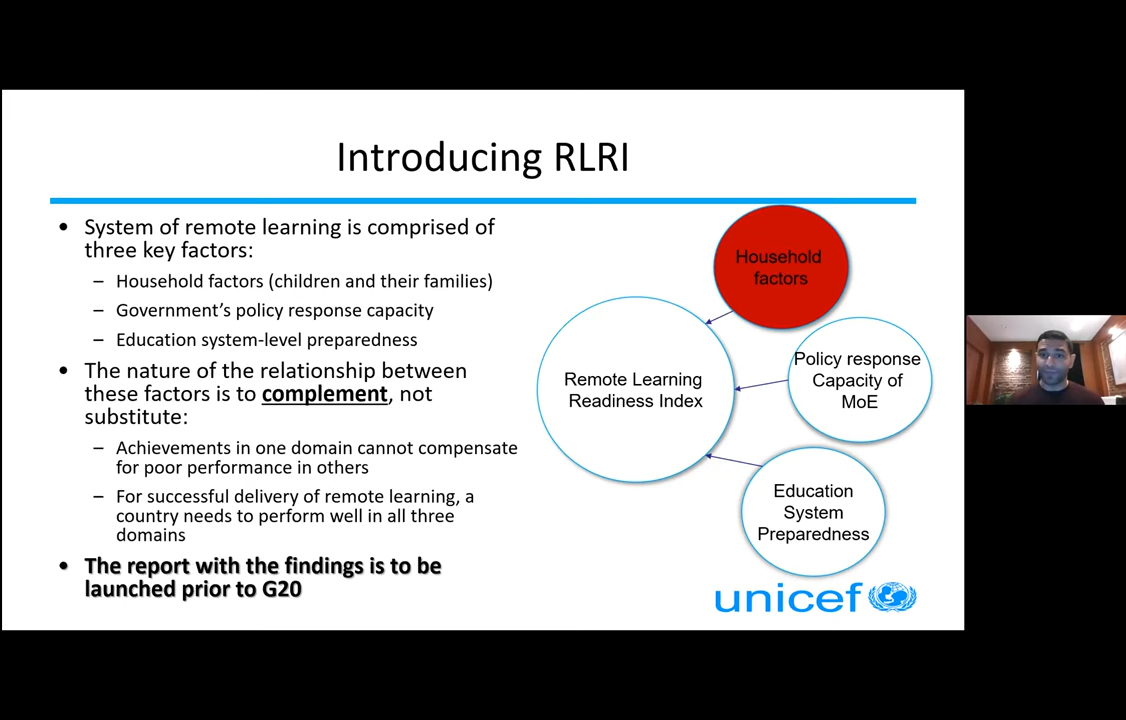 Introducing RLRI
• System of remote learning is comprised of
three key factors:
– Household factors (children and their families)
– Government's policy response capacity
– Education system-level preparedness
• The nature of the relationship between
these factors is to complement, not
substitute:
– Achievements in one domain cannot compensate
for poor performance in others
– For successful delivery of remote learning, a
country needs to perform well in all three
domains
• The report with the findings is to be
launched prior to G20
Household
factors
Remote Learning
Readiness Index
Policy response
Capacity of
MoE
Education
System
Preparedness
unicef